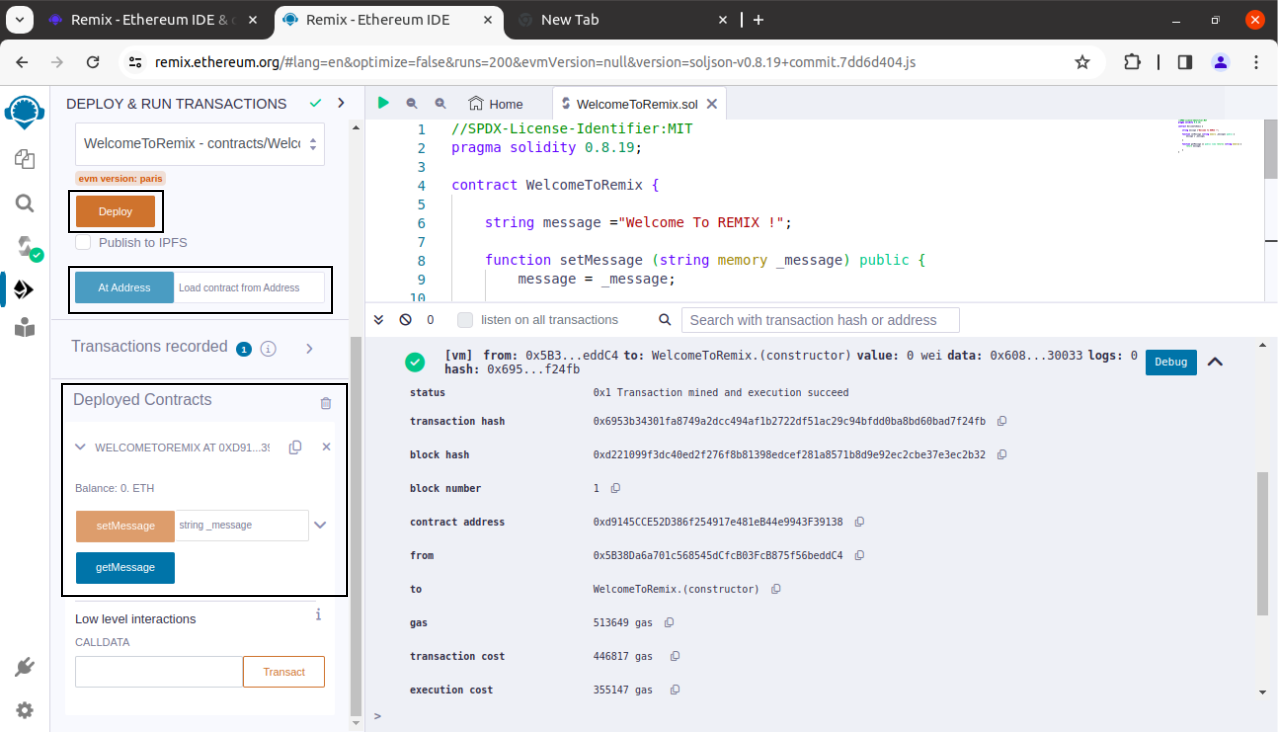 Remix - Ethereum IDE &
Remix - Ethereum IDE
New Tab
remix.ethereum.org/#lang=en&optimize=false&runs=200&evmVersion=null&version=soljson-v0.8.19+commit.7dd6d404.js
DEPLOY & RUN TRANSACTIONS
WelcomeToRemix - contracts/Welc
evm version: paris
Deploy
Publish to IPFS
At Address
Load contract from Address
Transactions recorded 1 i
Deployed Contracts
WELCOMETOREMIX AT 0XD91...39
Balance: 0. ETH
setMessage
string _message
getMessage
Low level interactions
i
CALLDATA
Transact
Home
WelcomeToRemix.sol
1 //SPDX-License-Identifier:MIT
2 pragma solidity 0.8.19;
3
4 contract WelcomeToRemix {
5
6 string message ="Welcome To REMIX !";
7
8 function setMessage (string memory _message) public {
9 message = _message;
10
0
listen on all transactions
Search with transaction hash or address
[vm] from: 0x5B3...eddC4 to: WelcomeToRemix.(constructor) value: 0 wei data: 0x608...30033 logs: 0
hash: 0x695...f24fb
Debug
status 0x1 Transaction mined and execution succeed
transaction hash 0x6953b34301fa8749a2dcc494af1b2722df51ac29c94bfdd0ba8bd60bad7f24fb
block hash 0xd221099f3dc40ed2f276f8b81398edcef281a8571b8d9e92ec2cbe37e3ec2b32
block number 1
contract address 0xd9145CCE52D386f254917e481eB44e9943F39138
from 0x5B38Da6a701c568545dCfcB03FcB875f56beddC4
to WelcomeToRemix.(constructor)
gas 513649 gas
transaction cost 446817 gas
execution cost 355147 gas
>